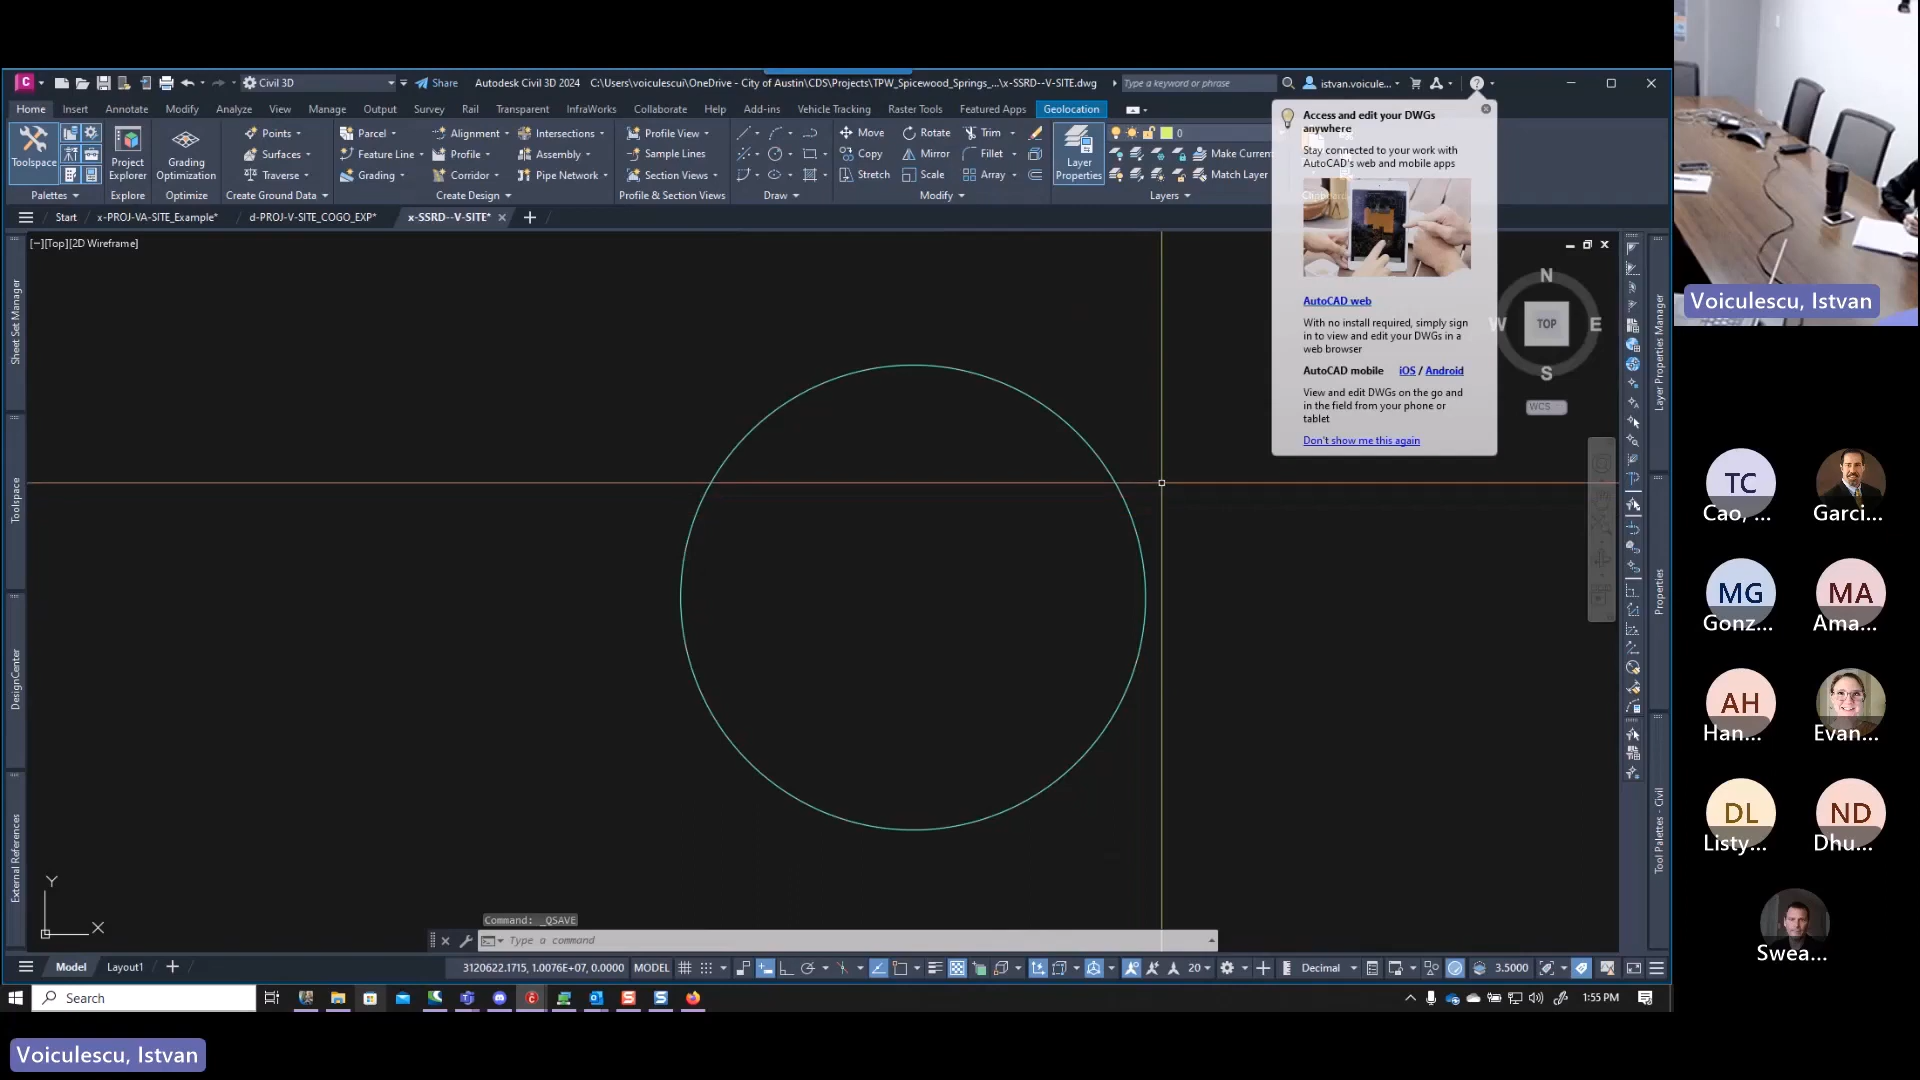 C
Civil 3D
Share
Autodesk Civil 3D 2024 C:\Users\voiculescui\OneDrive - City of Austin\CDS\Projects\TPW_Spicewood_Springs_...\x-SSRD--V-SITE.dwg
Type a keyword or phrase
istvan.voicule...
Home Insert Annotate Modify Analyze View Manage Output Survey Rail Transparent InfraWorks Collaborate Help Add-ins Vehicle Tracking Raster Tools Featured Apps Geolocation
Toolspace
Palettes
Project Explorer
Explore
Grading Optimization
Optimize
Points
Surfaces
Traverse
Create Ground Data
Parcel
Feature Line
Grading
Alignment
Profile
Corridor
Intersections
Assembly
Pipe Network
Create Design
Profile View
Sample Lines
Section Views
Profile & Section Views
Draw
Move
Copy
Stretch
Rotate
Mirror
Scale
Trim
Fillet
Array
Modify
Layer Properties
0
Make Current
Match Layer
Layers
Start x-PROJ-VA-SITE_Example* d-PROJ-V-SITE_COGO_EXP* x-SSRD--V-SITE*
[−][Top][2D Wireframe]
Access and edit your DWGs
anywhere
Stay connected to your work with
AutoCAD's web and mobile apps
AutoCAD web
With no install required, simply sign
in to view and edit your DWGs in a
web browser
AutoCAD mobile iOS / Android
View and edit DWGs on the go and
in the field from your phone or
tablet
Don't show me this again
N
W TOP E
S
WCS
Sheet Set Manager
Toolspace
DesignCenter
External References
Layer Properties Manager
Properties
Tool Palettes - Civil
Y
X
Command: _QSAVE
Type a command
Model Layout1
3120622.1715, 1.0076E+07, 0.0000 MODEL
20
Decimal
3.5000
Search
1:55 PM
Voiculescu, Istvan
TC
Cao, ...
Garci...
MG
Gonz...
MA
Ama...
AH
Han...
Evan...
DL
Listy...
ND
Dhu...
Swea...
Voiculescu, Istvan